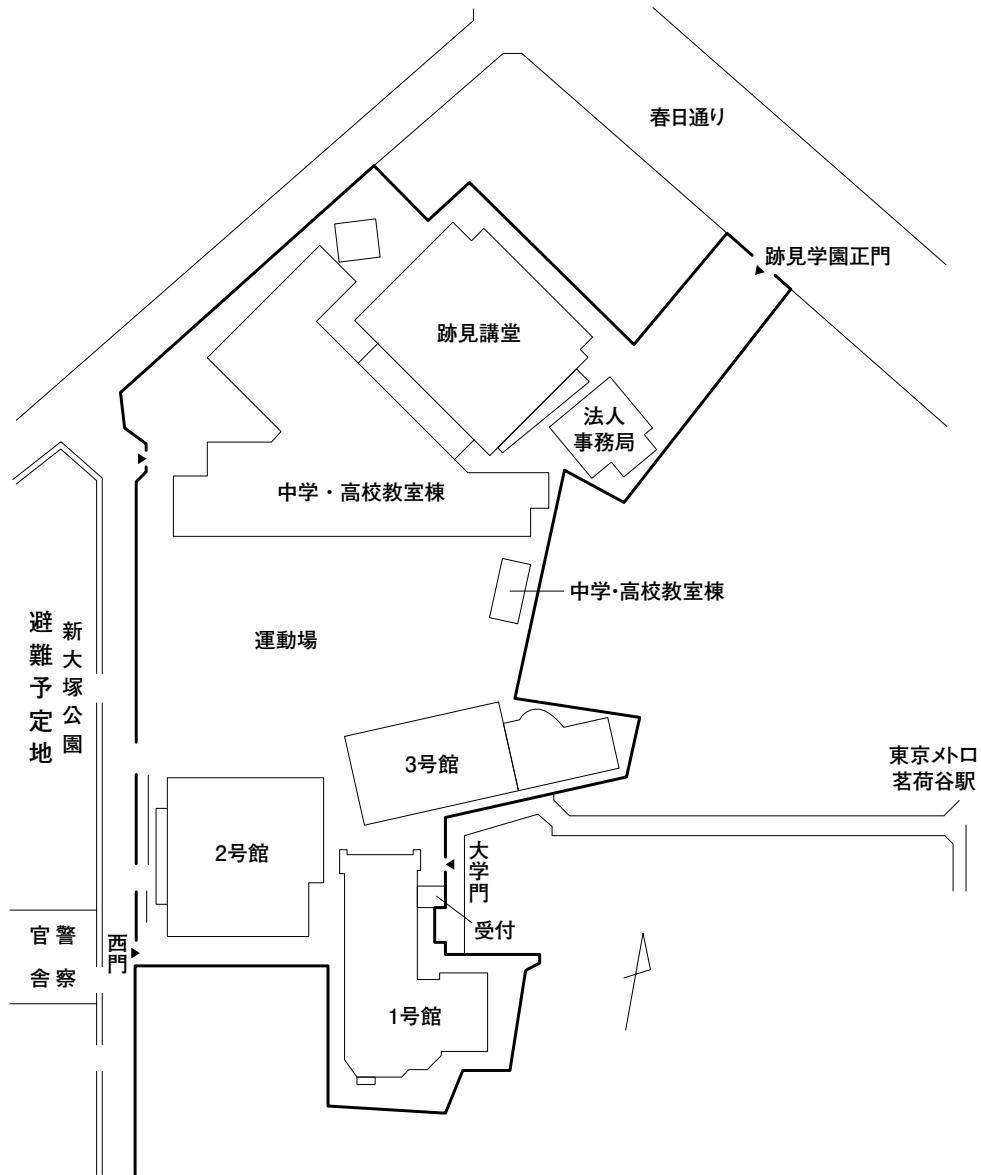 春日通り
跡見学園正門
跡見講堂
法人
事務局
中学・高校教室棟
中学・高校教室棟
運動場
新大塚公園
避難予定地
3号館
東京メトロ
茗荷谷駅
2号館
大学門
受付
警察
官舎
西門
1号館